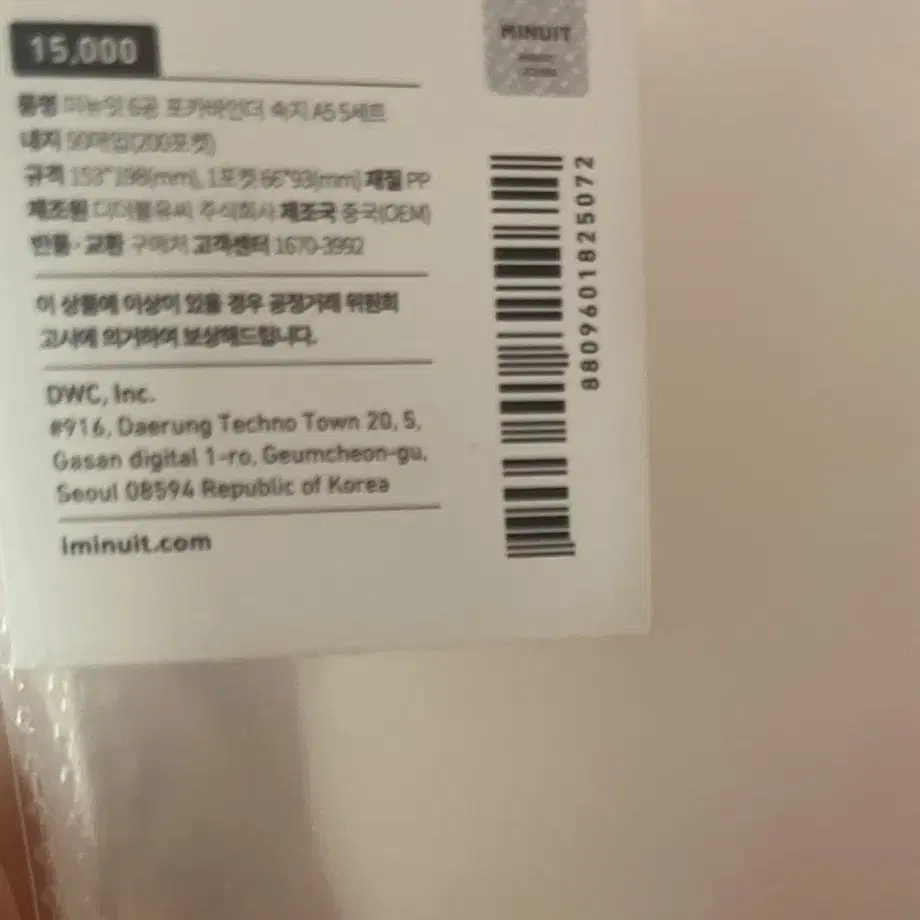 15,000
품명 미뉴잇 6공 포카바인더 속지 A5 5세트
내지 50매입(200포켓)
규격 153*198(mm), 1포켓 66*93(mm) 재질 PP
제조원 디더블유씨 주식회사 제조국 중국(OEM)
반품·교환 구매처 고객센터 1670-3992
이 상품에 이상이 있을 경우 공정거래 위원회
고시에 의거하여 보상해드립니다.
DWC, Inc.
#916, Daerung Techno Town 20, 5,
Gasan digital 1-ro, Geumcheon-gu,
Seoul 08594 Republic of Korea
iminuit.com
MINUIT
8809601825072